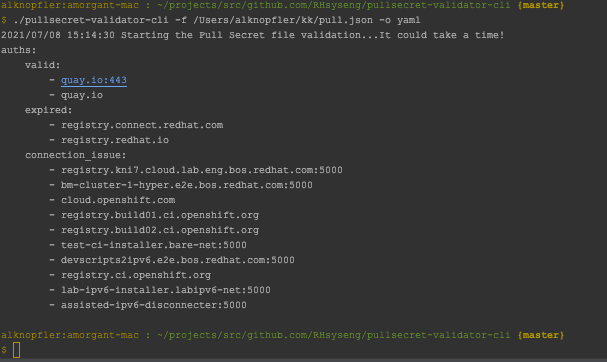 alknopfler:amorgant-mac : ~/projects/src/github.com/RHsyseng/pullsecret-validator-cli {master}
$ ./pullsecret-validator-cli -f /Users/alknopfler/kk/pull.json -o yaml
2021/07/08 15:14:30 Starting the Pull Secret file validation...It could take a time!
auths:
    valid:
        - quay.io:443
        - quay.io
    expired:
        - registry.connect.redhat.com
        - registry.redhat.io
    connection_issue:
        - registry.kni7.cloud.lab.eng.bos.redhat.com:5000
        - bm-cluster-1-hyper.e2e.bos.redhat.com:5000
        - cloud.openshift.com
        - registry.build01.ci.openshift.org
        - registry.build02.ci.openshift.org
        - test-ci-installer.bare-net:5000
        - devscripts2ipv6.e2e.bos.redhat.com:5000
        - registry.ci.openshift.org
        - lab-ipv6-installer.labipv6-net:5000
        - assisted-ipv6-disconnecter:5000
alknopfler:amorgant-mac : ~/projects/src/github.com/RHsyseng/pullsecret-validator-cli {master}
$